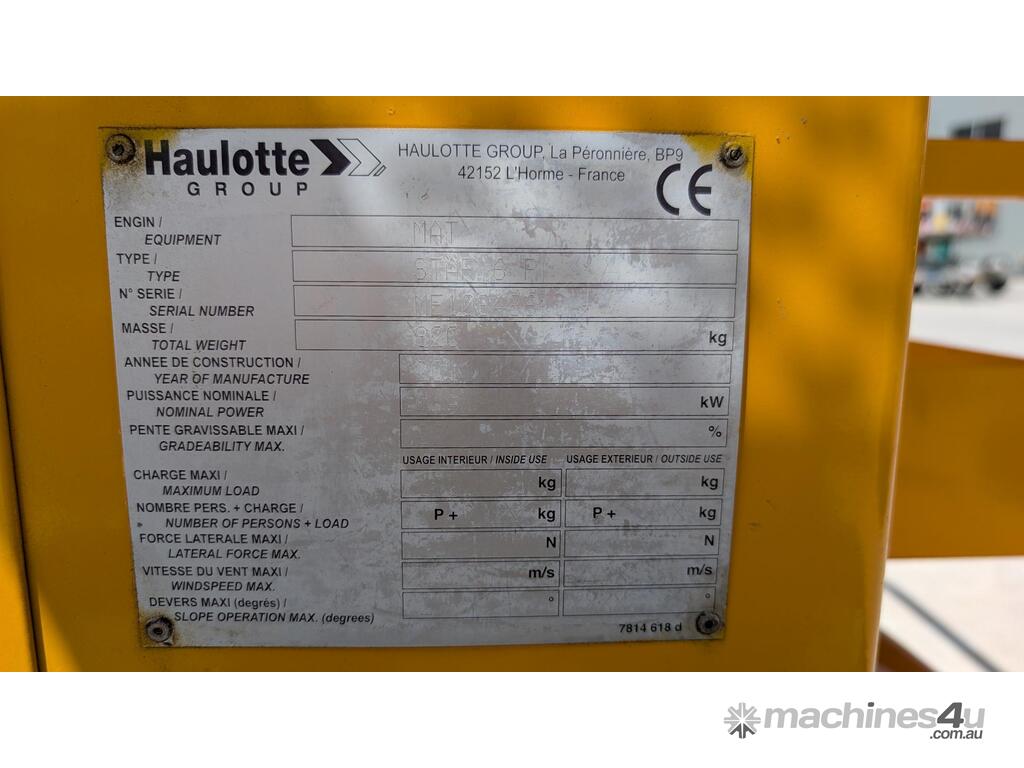 Haulotte
GROUP
HAULOTTE GROUP, La Péronnière, BP9
42152 L'Horme - France
CE
ENGIN /
EQUIPMENT
MAT
TYPE /
TYPE
N° SERIE /
SERIAL NUMBER
MASSE /
TOTAL WEIGHT
kg
ANNEE DE CONSTRUCTION /
YEAR OF MANUFACTURE
PUISSANCE NOMINALE /
NOMINAL POWER
kW
PENTE GRAVISSABLE MAXI /
GRADEABILITY MAX.
%
USAGE INTERIEUR / INSIDE USE USAGE EXTERIEUR / OUTSIDE USE
CHARGE MAXI /
MAXIMUM LOAD
kg kg
NOMBRE PERS. + CHARGE /
NUMBER OF PERSONS + LOAD
P + kg P + kg
FORCE LATERALE MAXI /
LATERAL FORCE MAX.
N N
VITESSE DU VENT MAXI /
WINDSPEED MAX.
m/s m/s
DEVERS MAXI (degrés) /
SLOPE OPERATION MAX. (degrees)
° °
7814 618 d
machines4u
.com.au